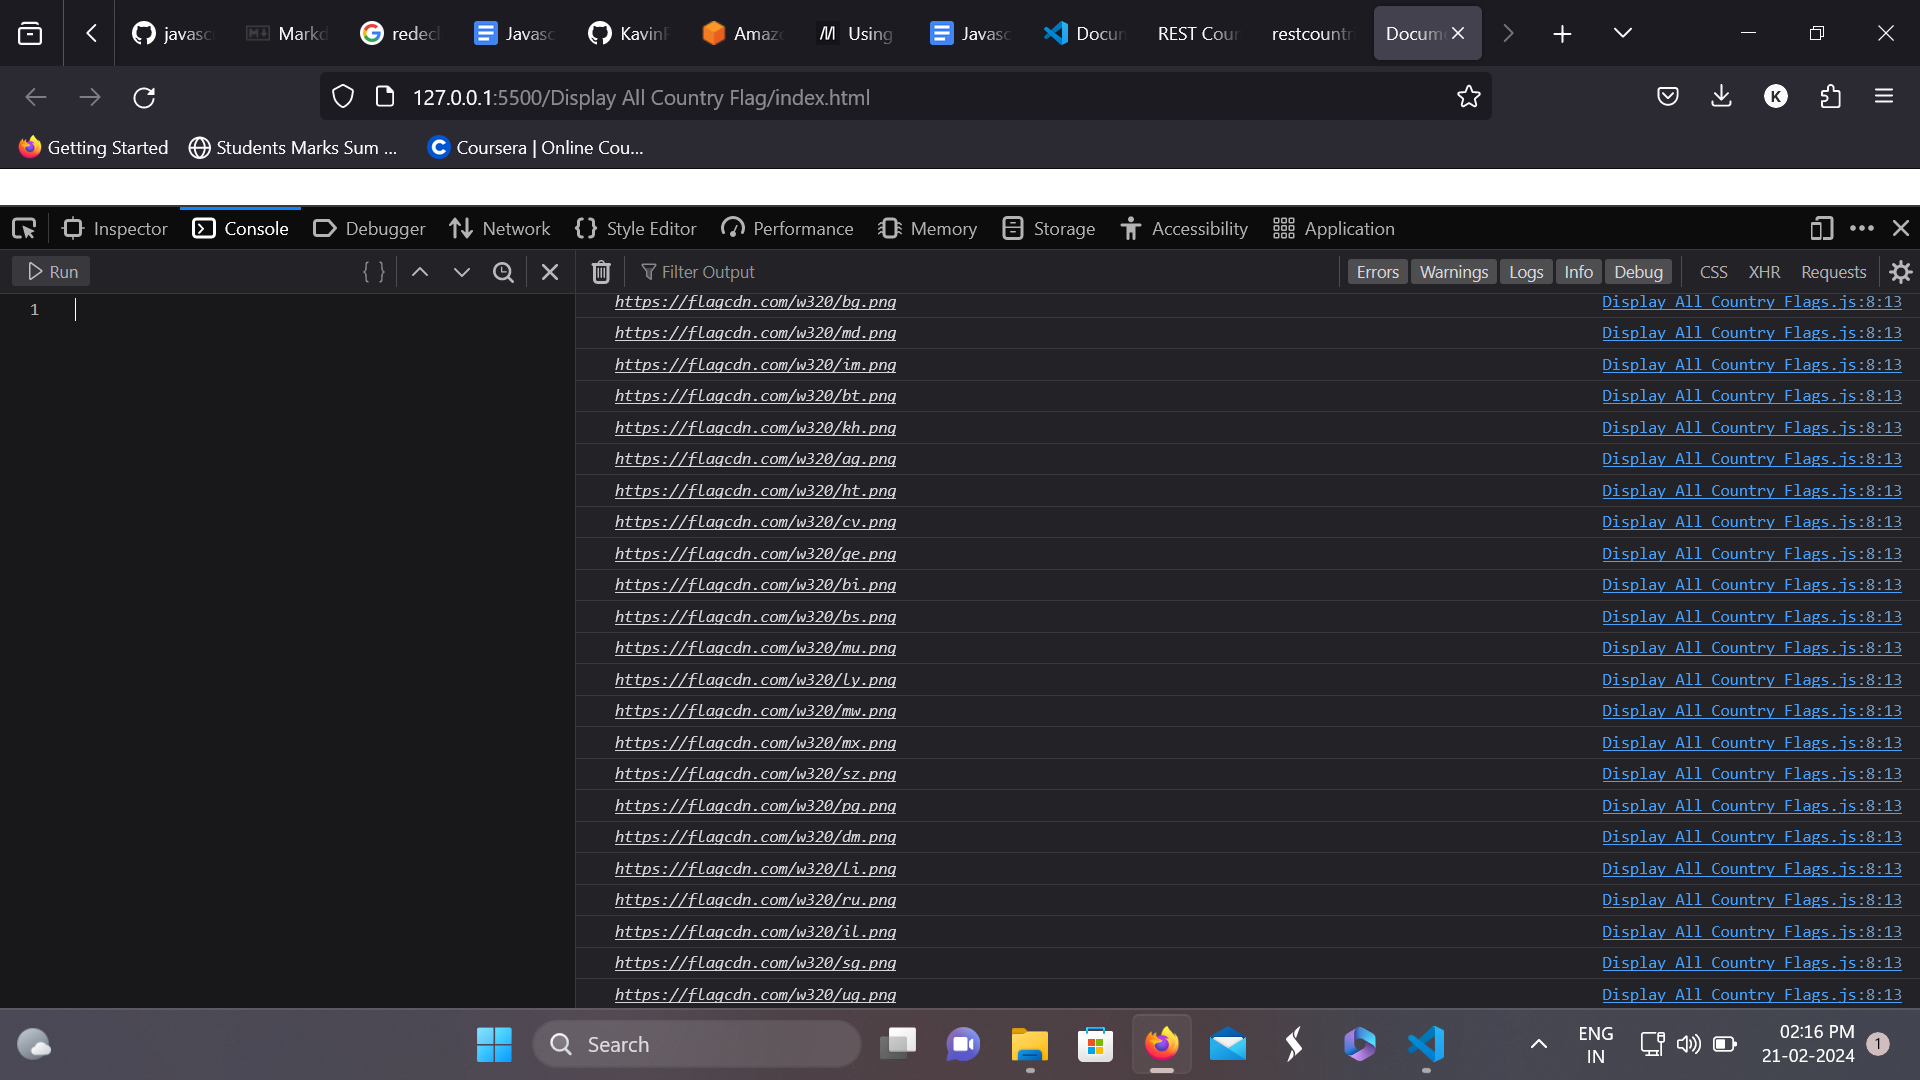 javasc
Markd
redecl
Javasc
KavinP
Amazo
Using
Javasc
Docun
REST Cour
restcountr
Docum
127.0.0.1:5500/Display All Country Flag/index.html
K
Getting Started
Students Marks Sum ...
Coursera | Online Cou...
Inspector
Console
Debugger
Network
Style Editor
Performance
Memory
Storage
Accessibility
Application
Run
Filter Output
Errors
Warnings
Logs
Info
Debug
CSS
XHR
Requests
1
https://flagcdn.com/w320/bg.png Display All Country Flags.js:8:13
https://flagcdn.com/w320/md.png Display All Country Flags.js:8:13
https://flagcdn.com/w320/im.png Display All Country Flags.js:8:13
https://flagcdn.com/w320/bt.png Display All Country Flags.js:8:13
https://flagcdn.com/w320/kh.png Display All Country Flags.js:8:13
https://flagcdn.com/w320/ag.png Display All Country Flags.js:8:13
https://flagcdn.com/w320/ht.png Display All Country Flags.js:8:13
https://flagcdn.com/w320/cv.png Display All Country Flags.js:8:13
https://flagcdn.com/w320/ge.png Display All Country Flags.js:8:13
https://flagcdn.com/w320/bi.png Display All Country Flags.js:8:13
https://flagcdn.com/w320/bs.png Display All Country Flags.js:8:13
https://flagcdn.com/w320/mu.png Display All Country Flags.js:8:13
https://flagcdn.com/w320/ly.png Display All Country Flags.js:8:13
https://flagcdn.com/w320/mw.png Display All Country Flags.js:8:13
https://flagcdn.com/w320/mx.png Display All Country Flags.js:8:13
https://flagcdn.com/w320/sz.png Display All Country Flags.js:8:13
https://flagcdn.com/w320/pg.png Display All Country Flags.js:8:13
https://flagcdn.com/w320/dm.png Display All Country Flags.js:8:13
https://flagcdn.com/w320/li.png Display All Country Flags.js:8:13
https://flagcdn.com/w320/ru.png Display All Country Flags.js:8:13
https://flagcdn.com/w320/il.png Display All Country Flags.js:8:13
https://flagcdn.com/w320/sg.png Display All Country Flags.js:8:13
https://flagcdn.com/w320/ug.png Display All Country Flags.js:8:13
Search
ENG
IN
02:16 PM
21-02-2024
1